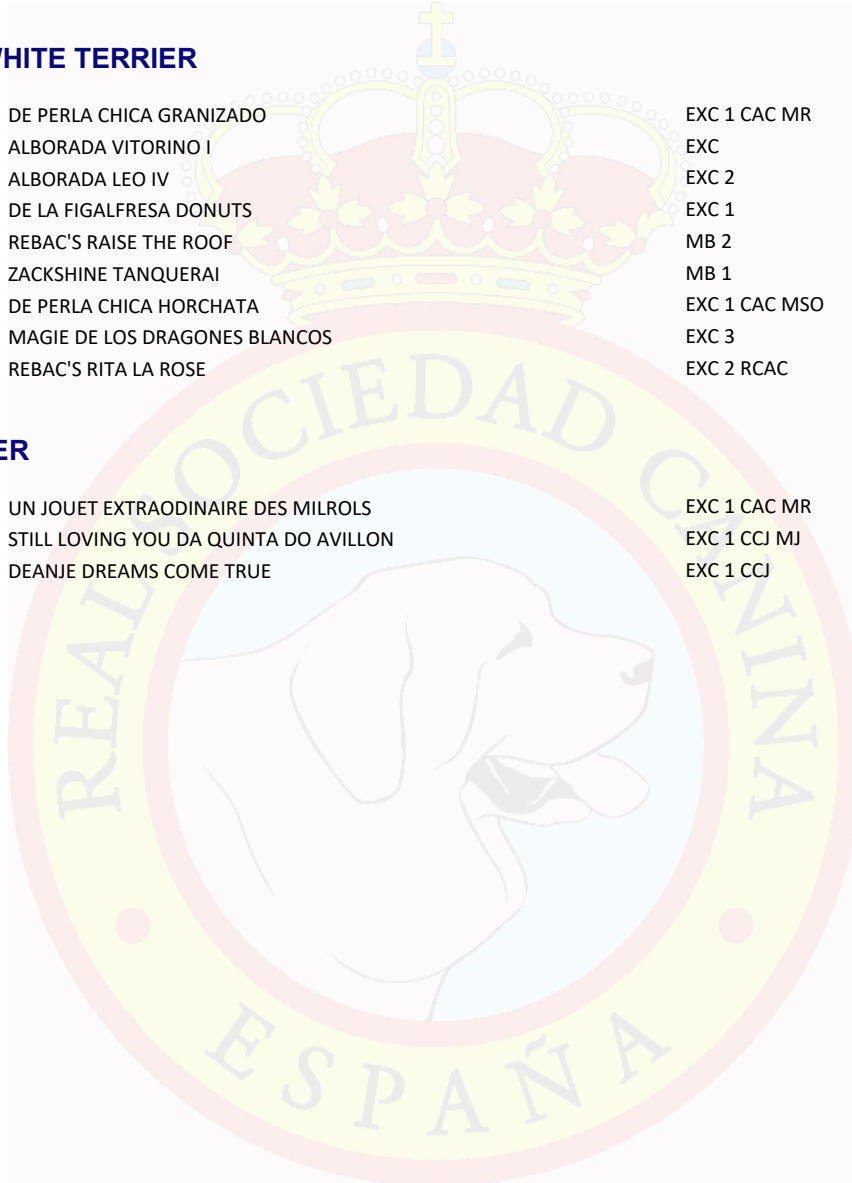 WHITE TERRIER
DE PERLA CHICA GRANIZADO EXC 1 CAC MR
ALBORADA VITORINO I EXC
ALBORADA LEO IV EXC 2
DE LA FIGALFRESA DONUTS EXC 1
REBAC'S RAISE THE ROOF MB 2
ZACKSHINE TANQUERAI MB 1
DE PERLA CHICA HORCHATA EXC 1 CAC MSO
MAGIE DE LOS DRAGONES BLANCOS EXC 3
REBAC'S RITA LA ROSE EXC 2 RCAC
ER
UN JOUET EXTRAODINAIRE DES MILROLS EXC 1 CAC MR
STILL LOVING YOU DA QUINTA DO AVILLON EXC 1 CCJ MJ
DEANJE DREAMS COME TRUE EXC 1 CCJ
REAL SOCIEDAD CANINA
ESPAÑA